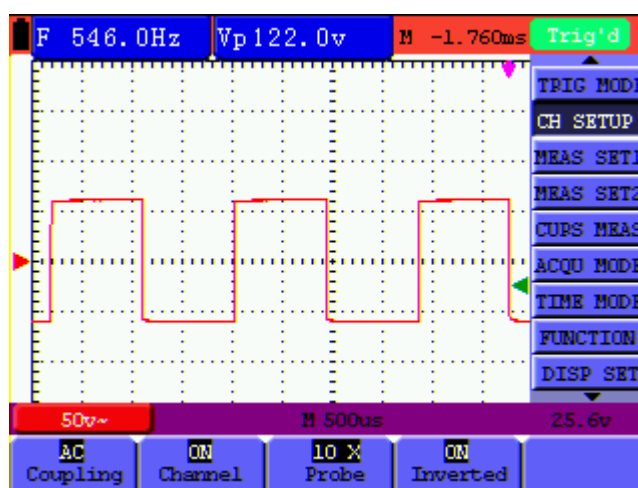 F 546.0Hz Vp122.0v M -1.760ms Trig'd
TRIG MODE
CH SETUP
MEAS SET1
MEAS SET2
CURS MEAS
ACQU MODE
TIME MODE
FUNCTION
DISP SET
50v~ M 500us 25.6v
AC ON 10 X ON
Coupling Channel Probe Inverted